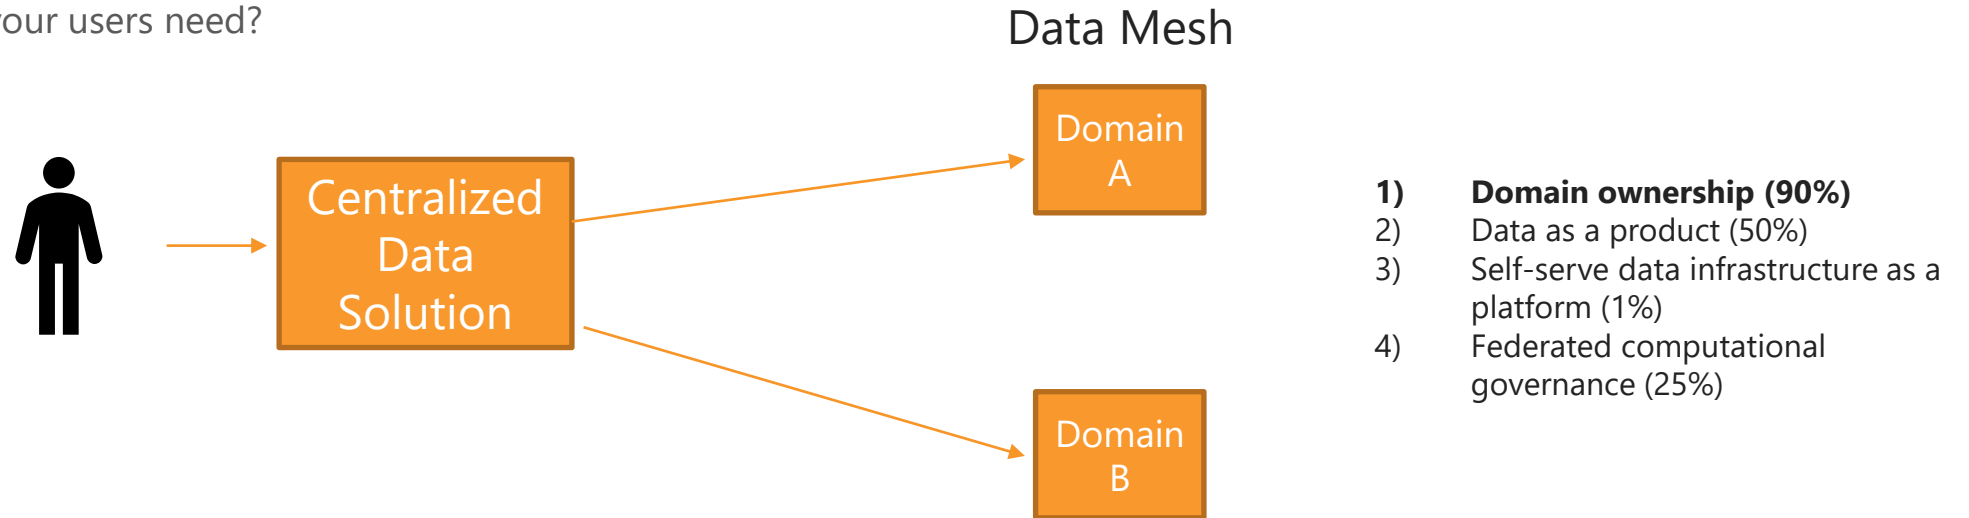 your users need?
Data Mesh
Domain
A
Centralized
Data
Solution
Domain
B
1) Domain ownership (90%)
2) Data as a product (50%)
3) Self-serve data infrastructure as a
platform (1%)
4) Federated computational
governance (25%)